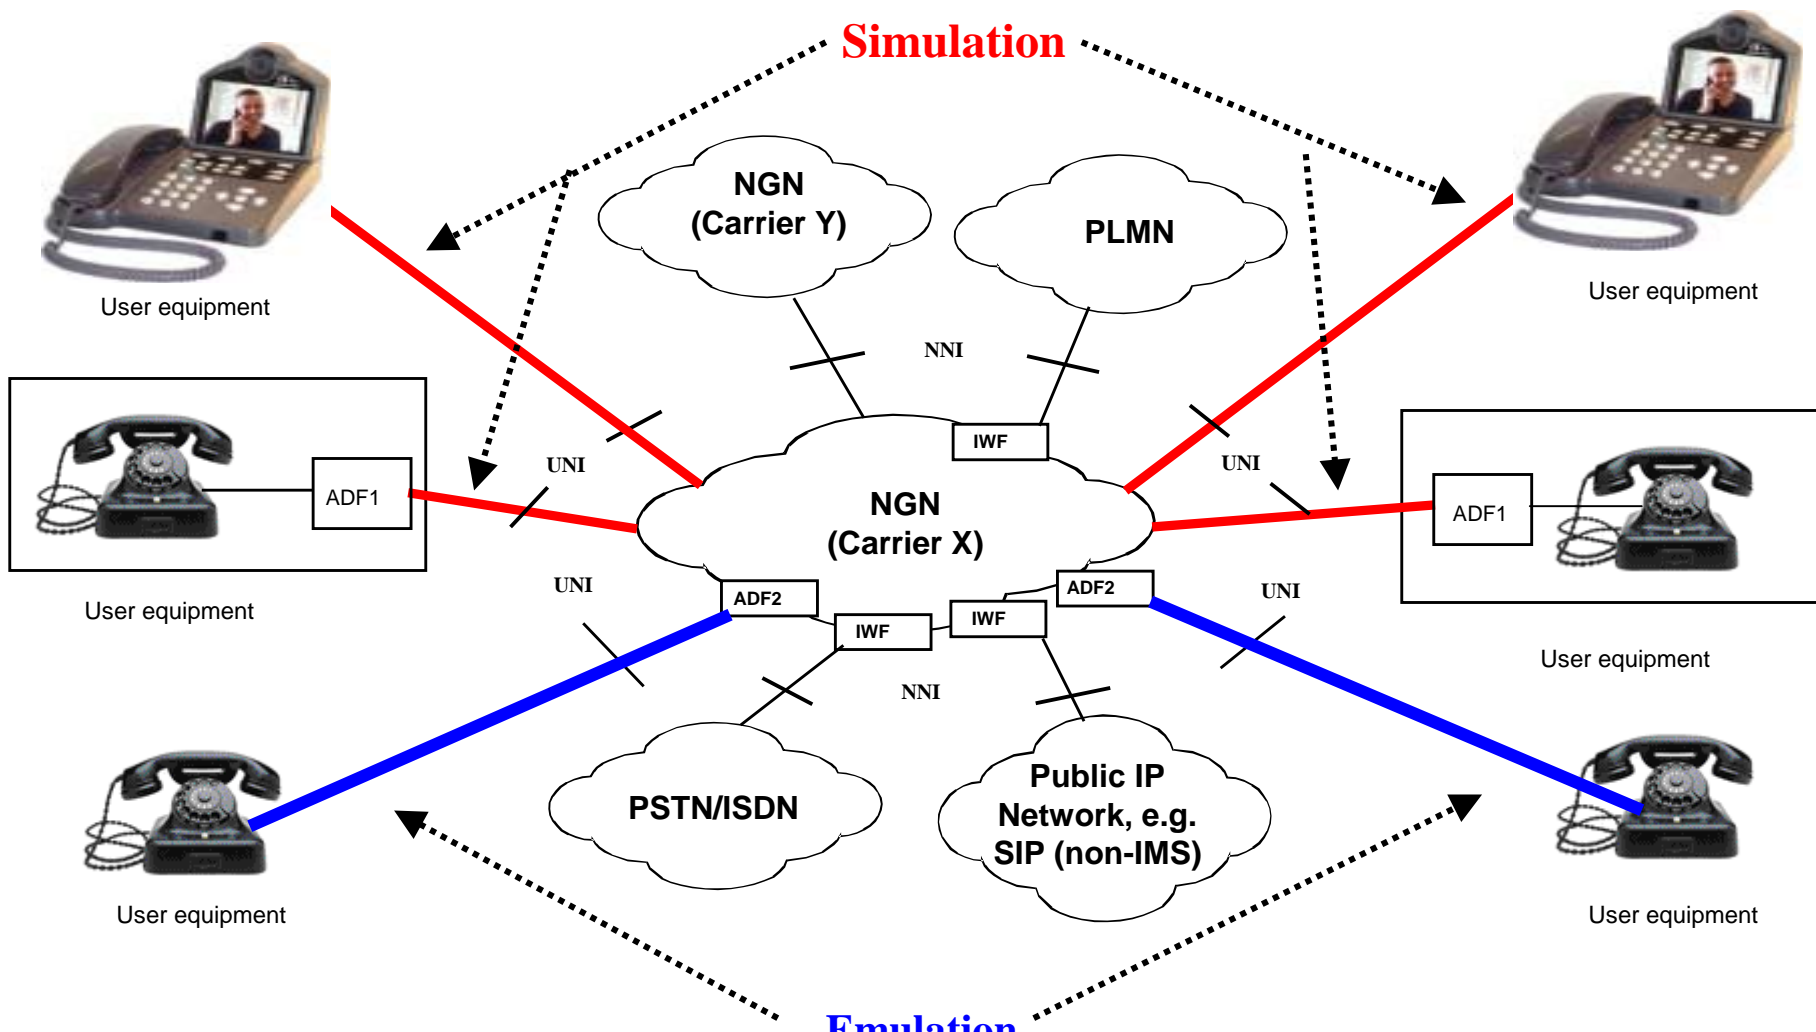 Simulation
NGN
(Carrier Y)
PLMN
User equipment
User equipment
NNI
IWF
UNI
UNI
ADF1
ADF1
NGN
(Carrier X)
UNI
UNI
ADF2
ADF2
User equipment
User equipment
IWF
IWF
NNI
PSTN/ISDN
Public IP
Network, e.g.
SIP (non-IMS)
User equipment
User equipment
Emulation